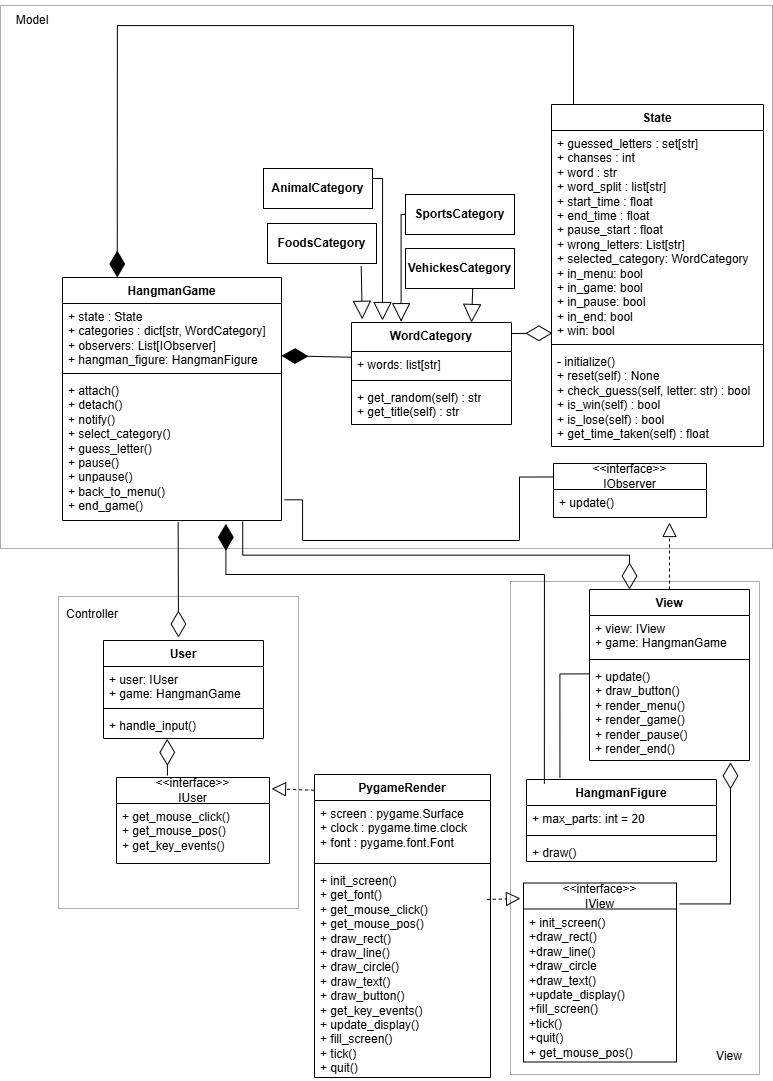 Model
State
+ guessed_letters : set[str]
+ chanses : int
+ word : str
+ word_split : list[str]
+ start_time : float
+ end_time : float
+ pause_start : float
+ wrong_letters: List[str]
+ selected_category: WordCategory
+ in_menu: bool
+ in_game: bool
+ in_pause: bool
+ in_end: bool
+ win: bool
- initialize()
+ reset(self) : None
+ check_guess(self, letter: str) : bool
+ is_win(self) : bool
+ is_lose(self) : bool
+ get_time_taken(self) : float
AnimalCategory
SportsCategory
FoodsCategory
VehickesCategory
HangmanGame
+ state : State
+ categories : dict[str, WordCategory]
+ observers: List[IObserver]
+ hangman_figure: HangmanFigure
+ attach()
+ detach()
+ notify()
+ select_category()
+ guess_letter()
+ pause()
+ unpause()
+ back_to_menu()
+ end_game()
WordCategory
+ words: list[str]
+ get_random(self) : str
+ get_title(self) : str
<<interface>>
IObserver
+ update()
Controller
User
+ user: IUser
+ game: HangmanGame
+ handle_input()
<<interface>>
IUser
+ get_mouse_click()
+ get_mouse_pos()
+ get_key_events()
View
+ view: IView
+ game: HangmanGame
+ update()
+ draw_button()
+ render_menu()
+ render_game()
+ render_pause()
+ render_end()
PygameRender
+ screen : pygame.Surface
+ clock : pygame.time.clock
+ font : pygame.font.Font
+ init_screen()
+ get_font()
+ get_mouse_click()
+ get_mouse_pos()
+ draw_rect()
+ draw_line()
+ draw_circle()
+ draw_text()
+ draw_button()
+ get_key_events()
+ update_display()
+ fill_screen()
+ tick()
+ quit()
HangmanFigure
+ max_parts: int = 20
+ draw()
<<interface>>
IView
+ init_screen()
+draw_rect()
+draw_line()
+draw_circle
+draw_text()
+update_display()
+fill_screen()
+tick()
+quit()
+ get_mouse_pos()
View